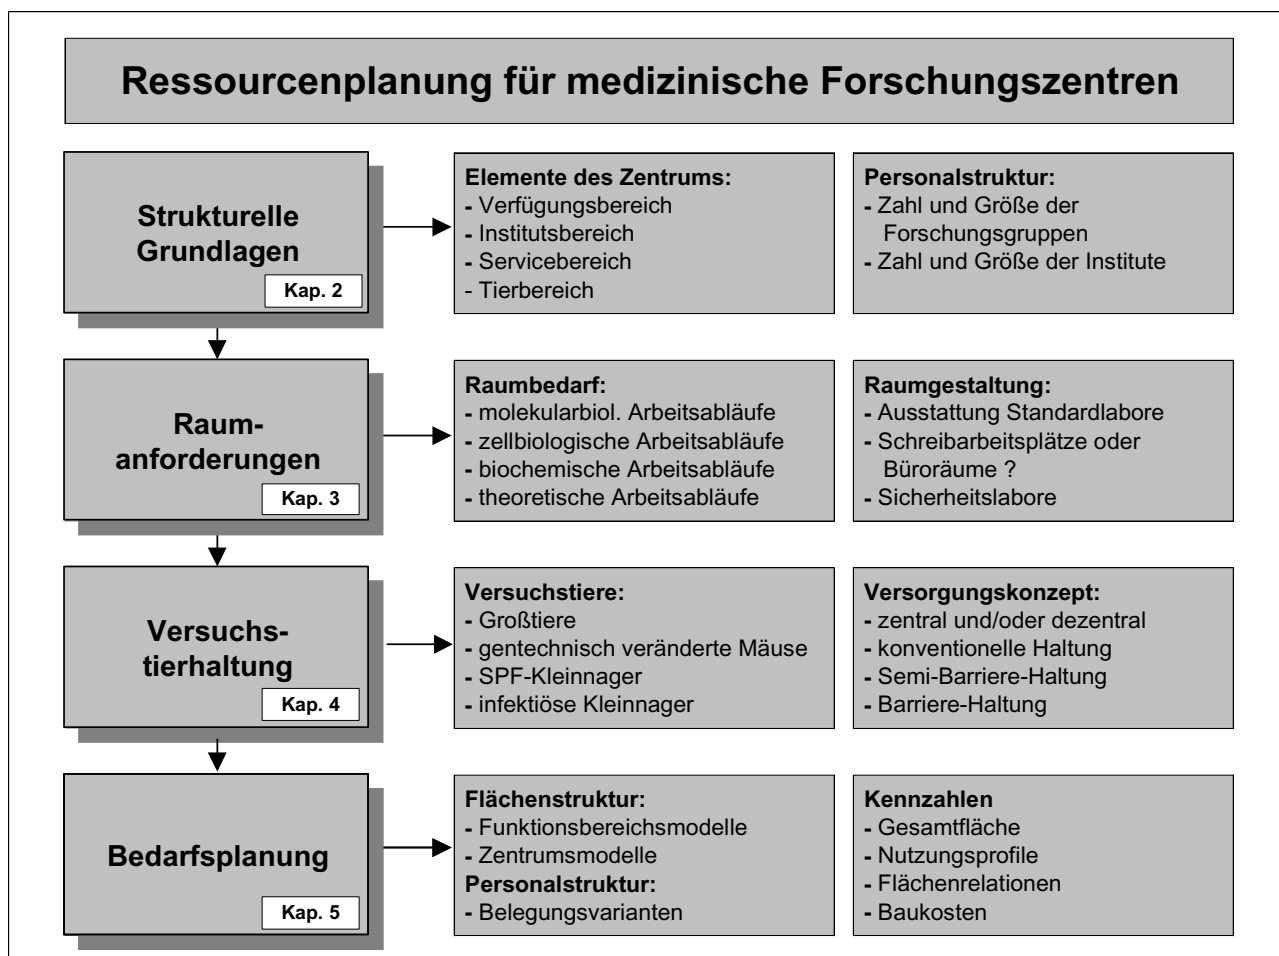 Ressourcenplanung für medizinische Forschungszentren
Strukturelle
Grundlagen
Kap. 2
Elemente des Zentrums:
- Verfügungsbereich
- Institutsbereich
- Servicebereich
- Tierbereich
Personalstruktur:
- Zahl und Größe der
Forschungsgruppen
- Zahl und Größe der Institute
Raum-
anforderungen
Kap. 3
Raumbedarf:
- molekularbiol. Arbeitsabläufe
- zellbiologische Arbeitsabläufe
- biochemische Arbeitsabläufe
- theoretische Arbeitsabläufe
Raumgestaltung:
- Ausstattung Standardlabore
- Schreibarbeitsplätze oder
Büroräume ?
- Sicherheitslabore
Versuchs-
tierhaltung
Kap. 4
Versuchstiere:
- Großtiere
- gentechnisch veränderte Mäuse
- SPF-Kleinnager
- infektiöse Kleinnager
Versorgungskonzept:
- zentral und/oder dezentral
- konventionelle Haltung
- Semi-Barriere-Haltung
- Barriere-Haltung
Bedarfsplanung
Kap. 5
Flächenstruktur:
- Funktionsbereichsmodelle
- Zentrumsmodelle
Personalstruktur:
- Belegungsvarianten
Kennzahlen
- Gesamtfläche
- Nutzungsprofile
- Flächenrelationen
- Baukosten